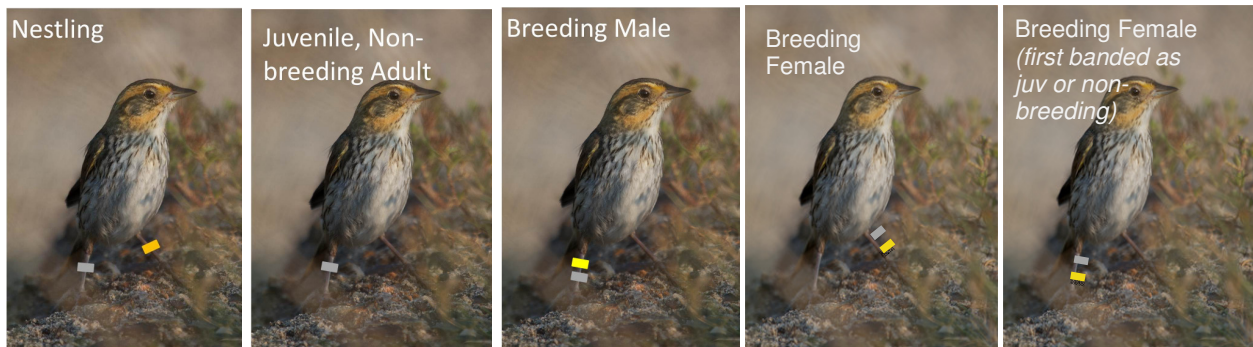 Nestling
Juvenile, Non-
breeding Adult
Breeding Male
Breeding
Female
Breeding Female
(first banded as
juv or non-
breeding)